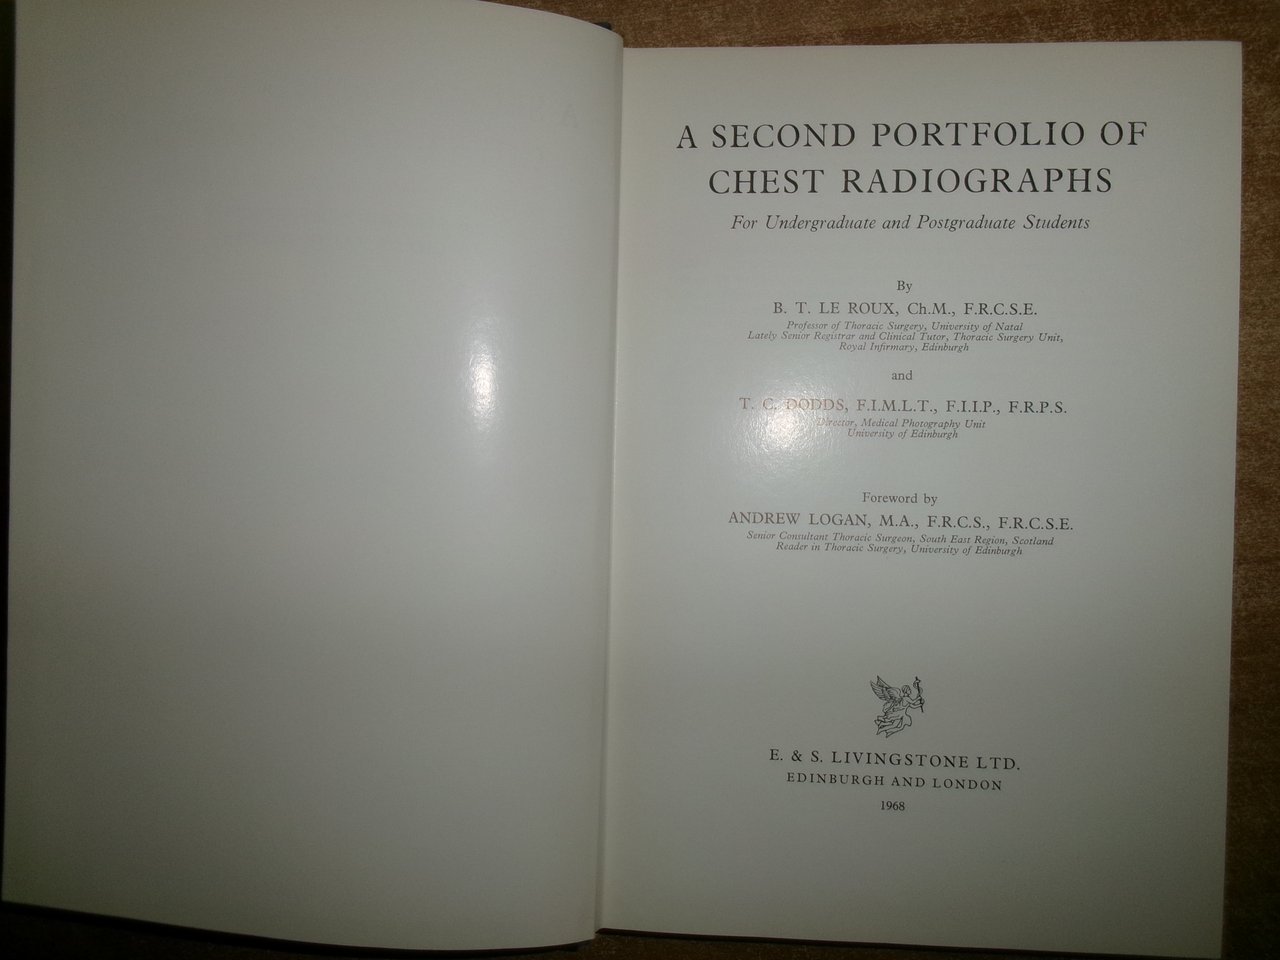 A SECOND PORTFOLIO OF
CHEST RADIOGRAPHS
For Undergraduate and Postgraduate Students
By
B. T. LE ROUX, Ch.M., F.R.C.S.E.
Professor of Thoracic Surgery, University of Natal
Lately Senior Registrar and Clinical Tutor, Thoracic Surgery Unit,
Royal Infirmary, Edinburgh
and
T. C. DODDS, F.I.M.L.T., F.I.I.P., F.R.P.S.
Director, Medical Photography Unit
University of Edinburgh
Foreword by
ANDREW LOGAN, M.A., F.R.C.S., F.R.C.S.E.
Senior Consultant Thoracic Surgeon, South East Region, Scotland
Reader in Thoracic Surgery, University of Edinburgh
E. & S. LIVINGSTONE LTD.
EDINBURGH AND LONDON
1968